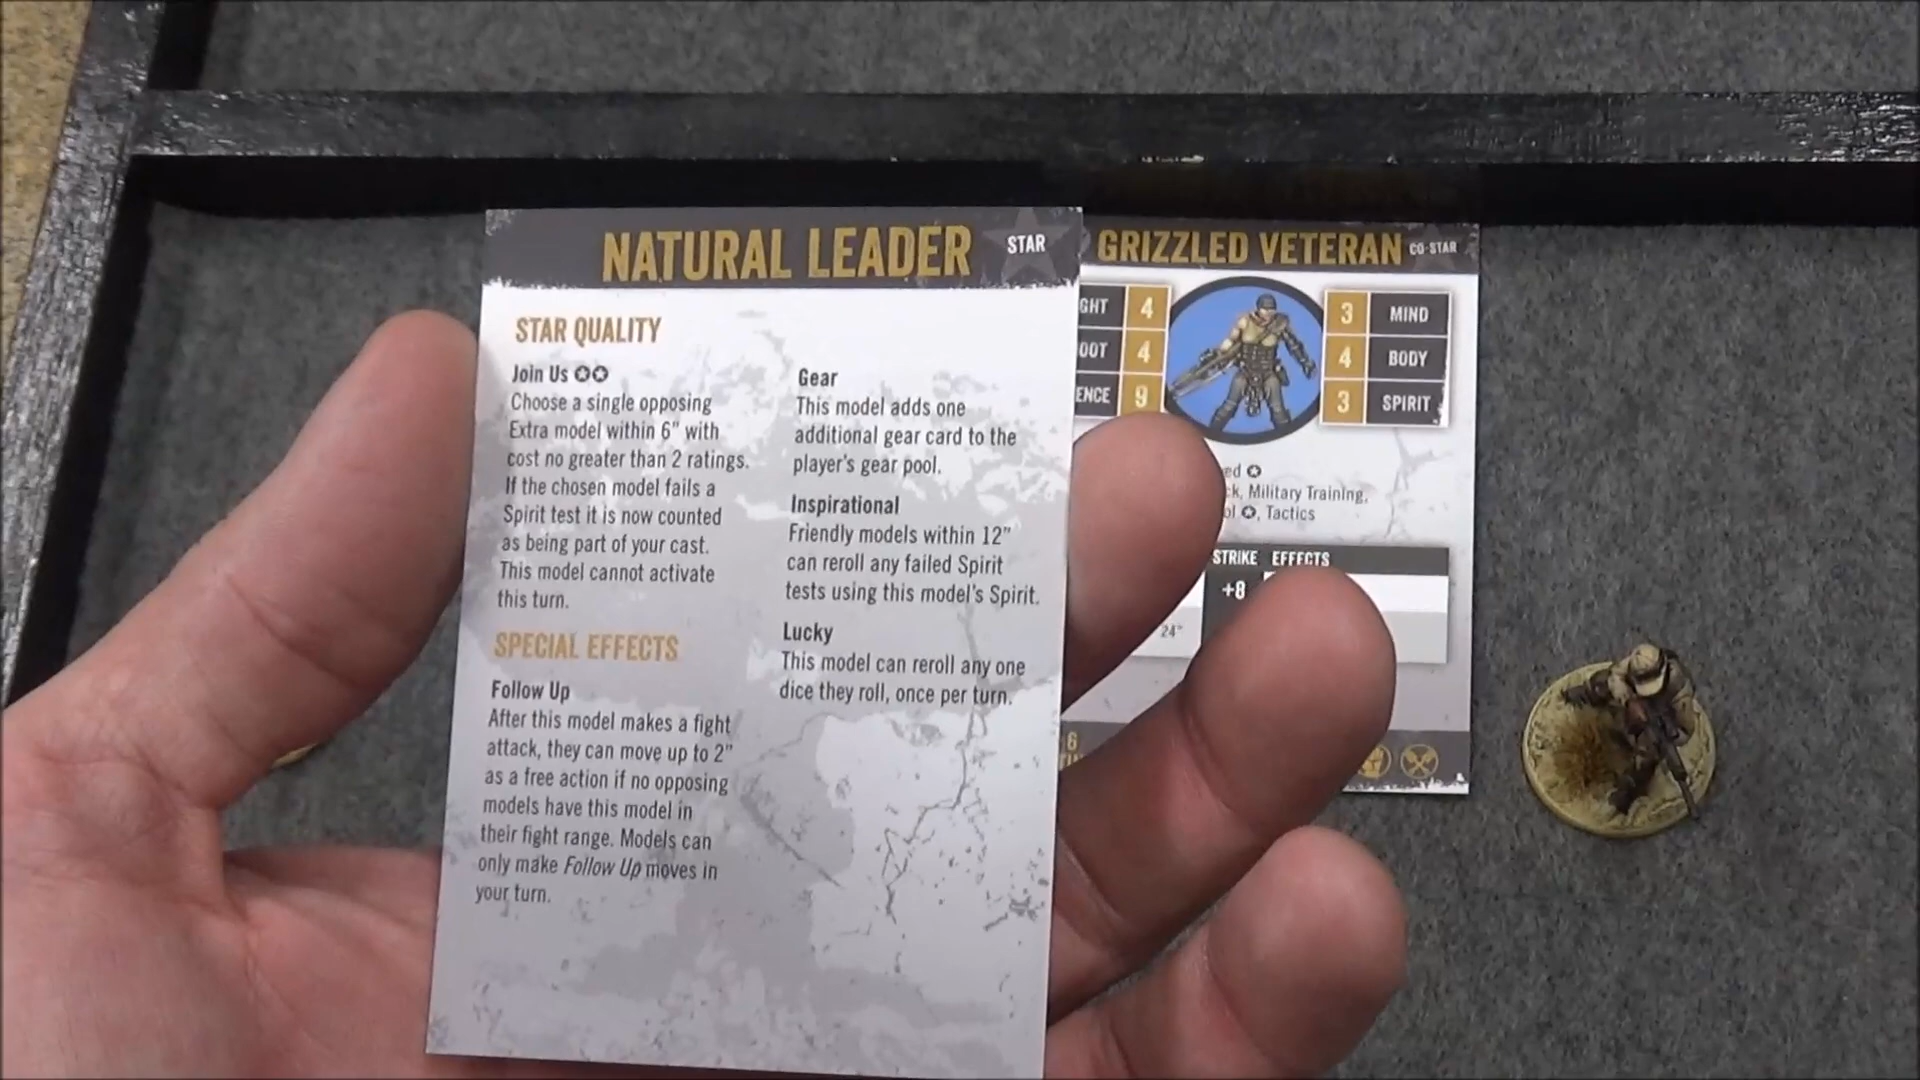 NATURAL LEADER
STAR
STAR QUALITY
Join Us ✪✪
Choose a single opposing
Extra model within 6" with
cost no greater than 2 ratings.
If the chosen model fails a
Spirit test it is now counted
as being part of your cast.
This model cannot activate
this turn.
SPECIAL EFFECTS
Follow Up
After this model makes a fight
attack, they can move up to 2"
as a free action if no opposing
models have this model in
their fight range. Models can
only make Follow Up moves in
your turn.
Gear
This model adds one
additional gear card to the
player's gear pool.
Inspirational
Friendly models within 12"
can reroll any failed Spirit
tests using this model's Spirit.
Lucky
This model can reroll any one
dice they roll, once per turn.
GRIZZLED VETERAN
CO-STAR
GHT 4
OOT 4
ENCE 9
3 MIND
4 BODY
3 SPIRIT
ed ✪
ck, Military Training,
ol ✪, Tactics
STRIKE EFFECTS
+8
24"
6